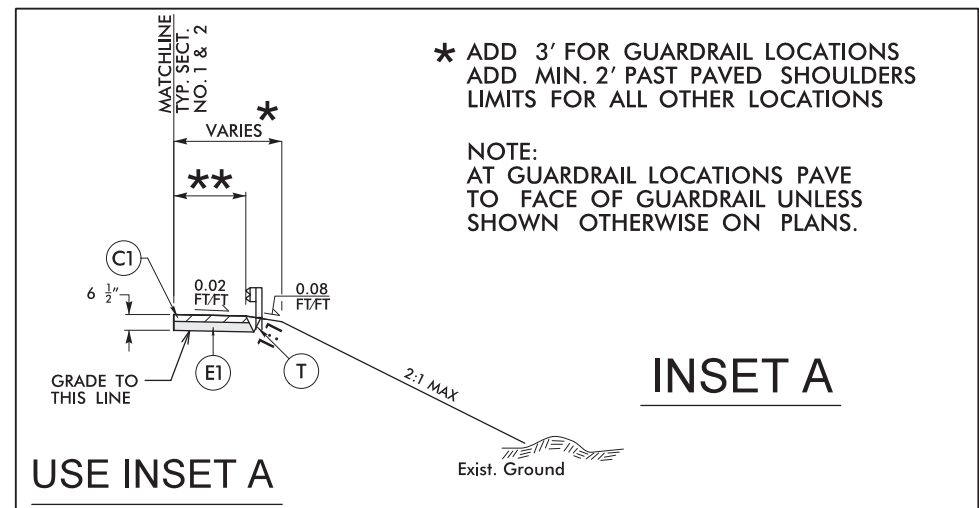 MATCHLINE
TYP. SECT.
NO. 1 & 2
* ADD 3' FOR GUARDRAIL LOCATIONS
ADD MIN. 2' PAST PAVED SHOULDERS
LIMITS FOR ALL OTHER LOCATIONS
*
VARIES
NOTE:
AT GUARDRAIL LOCATIONS PAVE
TO FACE OF GUARDRAIL UNLESS
SHOWN OTHERWISE ON PLANS.
**
C1
6 ½"
0.02
FT/FT
0.08
FT/FT
1:1
GRADE TO
THIS LINE
E1
T
2:1 MAX
INSET A
Exist. Ground
USE INSET A